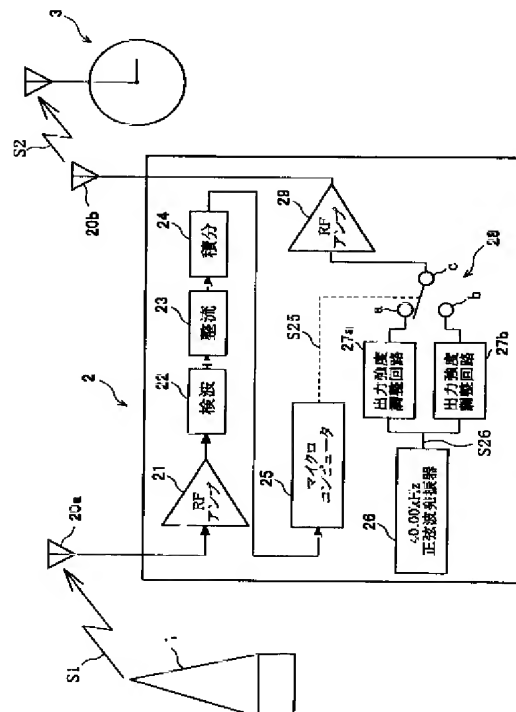 S1
1
20a
2
21
RF
アンプ
22
検波
23
整流
24
積分
25
マイクロ
コンピュータ
S25
26
40.00kHz
正弦波発振器
S26
27a
出力強度
調整回路
27b
出力強度
調整回路
a
b
c
28
29
RF
アンプ
20b
S2
3